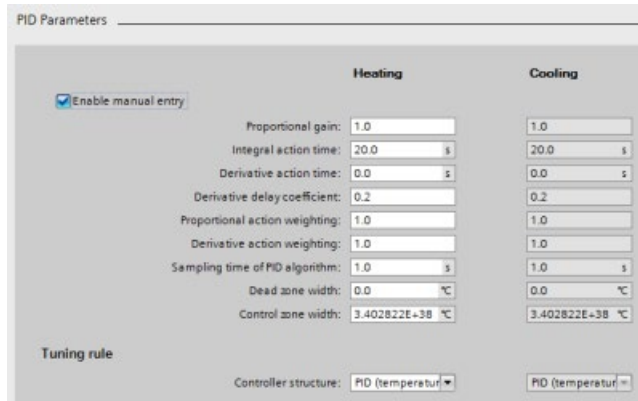 PID Parameters
Heating Cooling
Enable manual entry
Proportional gain: 1.0 1.0
Integral action time: 20.0 s 20.0 s
Derivative action time: 0.0 s 0.0 s
Derivative delay coefficient: 0.2 0.2
Proportional action weighting: 1.0 1.0
Derivative action weighting: 1.0 1.0
Sampling time of PID algorithm: 1.0 s 1.0 s
Dead zone width: 0.0 °C 0.0 °C
Control zone width: 3.402822E+38 °C 3.402822E+38 °C
Tuning rule
Controller structure: PID (temperatur PID (temperatur